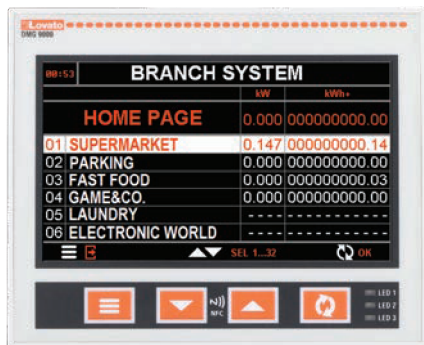 Lovato
DMG 9000
00:53 BRANCH SYSTEM
kW kWh+
HOME PAGE 0.000 000000000.00
01 SUPERMARKET 0.147 000000000.14
02 PARKING 0.000 000000000.00
03 FAST FOOD 0.000 000000000.03
04 GAME&CO. 0.000 000000000.00
05 LAUNDRY ---- ------------
06 ELECTRONIC WORLD ---- ------------
SEL 1...32 OK
NFC
LED 1
LED 2
LED 3